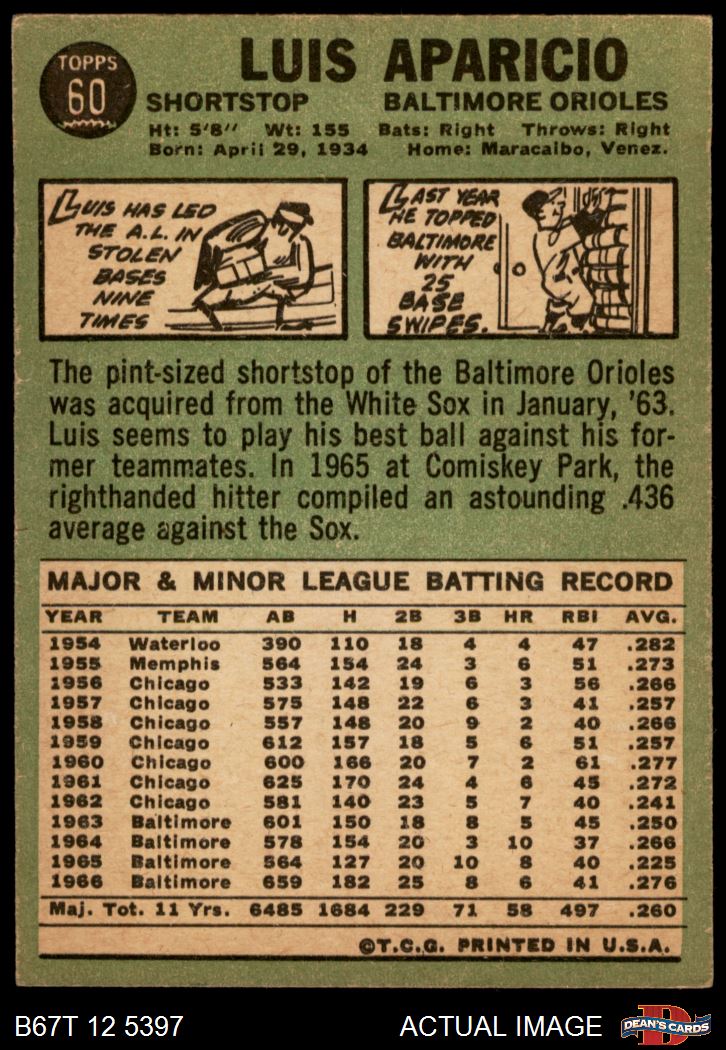 TOPPS
60
LUIS APARICIO
SHORTSTOP BALTIMORE ORIOLES
Ht: 5'8" Wt: 155 Bats: Right Throws: Right
Born: April 29, 1934 Home: Maracaibo, Venez.
LUIS HAS LED
THE A.L. IN
STOLEN
BASES
NINE
TIMES
LAST YEAR
HE TOPPED
BALTIMORE
WITH
25
BASE
SWIPES.
The pint-sized shortstop of the Baltimore Orioles
was acquired from the White Sox in January, '63.
Luis seems to play his best ball against his for-
mer teammates. In 1965 at Comiskey Park, the
righthanded hitter compiled an astounding .436
average against the Sox.
MAJOR & MINOR LEAGUE BATTING RECORD
YEAR TEAM AB H 2B 3B HR RBI AVG.
1954 Waterloo 390 110 18 4 4 47 .282
1955 Memphis 564 154 24 3 6 51 .273
1956 Chicago 533 142 19 6 3 56 .266
1957 Chicago 575 148 22 6 3 41 .257
1958 Chicago 557 148 20 9 2 40 .266
1959 Chicago 612 157 18 5 6 51 .257
1960 Chicago 600 166 20 7 2 61 .277
1961 Chicago 625 170 24 4 6 45 .272
1962 Chicago 581 140 23 5 7 40 .241
1963 Baltimore 601 150 18 8 5 45 .250
1964 Baltimore 578 154 20 3 10 37 .266
1965 Baltimore 564 127 20 10 8 40 .225
1966 Baltimore 659 182 25 8 6 41 .276
Maj. Tot. 11 Yrs. 6485 1684 229 71 58 497 .260
©T.C.G. PRINTED IN U.S.A.
B67T 12 5397 ACTUAL IMAGE
D
DEAN'S CARDS